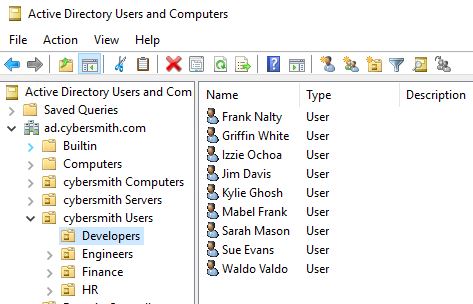 Active Directory Users and Computers
File Action View Help
Active Directory Users and Com
Saved Queries
ad.cybersmith.com
Builtin
Computers
cybersmith Computers
cybersmith Servers
cybersmith Users
Developers
Engineers
Finance
HR
Name Type Description
Frank Nalty User
Griffin White User
Izzie Ochoa User
Jim Davis User
Kylie Ghosh User
Mabel Frank User
Sarah Mason User
Sue Evans User
Waldo Valdo User